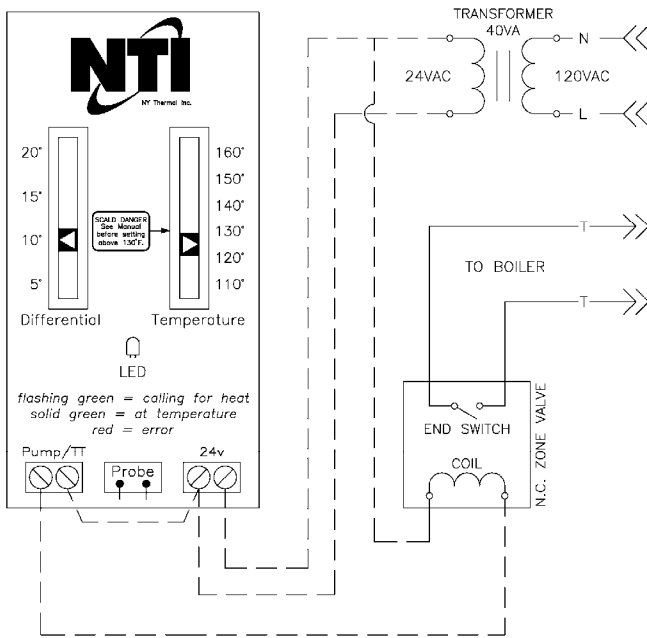 NTI
NY Thermal Inc.
20°
15°
10°
5°
SCALD DANGER
See Manual
before setting
above 130°F.
160°
150°
140°
130°
120°
110°
Differential
Temperature
LED
flashing green = calling for heat
solid green = at temperature
red = error
Pump/TT
Probe
24v
TRANSFORMER
40VA
24VAC
120VAC
N
L
T
TO BOILER
T
END SWITCH
COIL
N.C. ZONE VALVE